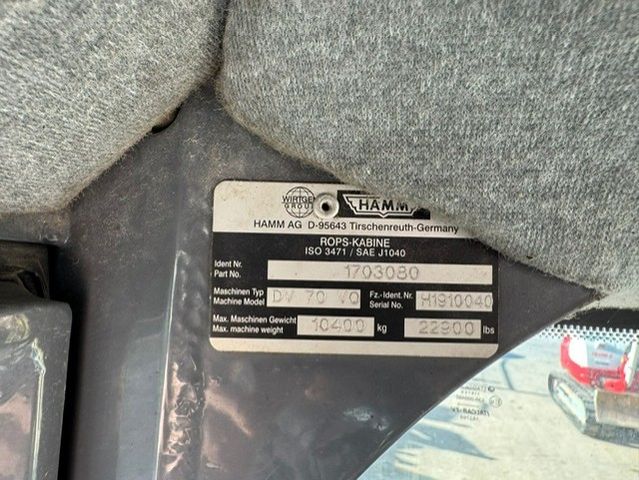 WIRTGEN
GROUP
HAMM
HAMM AG D-95643 Tirschenreuth-Germany
ROPS-KABINE
ISO 3471 / SAE J1040
Ident Nr.
Part No. 1703080
Maschinen Typ
Machine Model DV 70 VO
Fz.-Ident. Nr.
Serial No. H1910040
Max. Maschinen Gewicht
Max. machine weight 10400 kg 22900 lbs